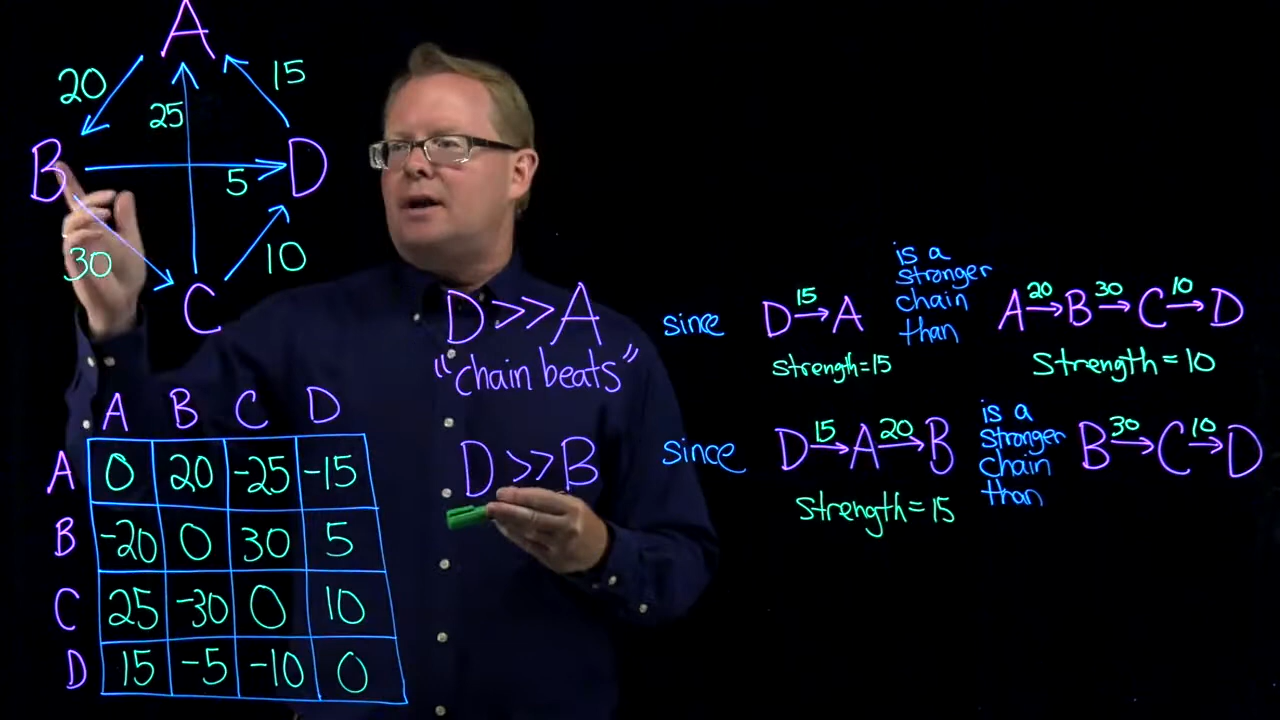 A
20
15
25
B
D
5
30
10
C
D >> A
"chain beats"
since
D 15→ A
Strength=15
is a
stronger
chain
than
A 20→ B 30→ C 10→ D
Strength = 10
D >> B
since
D 15→ A 20→ B
Strength = 15
is a
stronger
chain
than
B 30→ C 10→ D
A B C D
A 0 20 -25 -15
B -20 0 30 5
C 25 -30 0 10
D 15 -5 -10 0